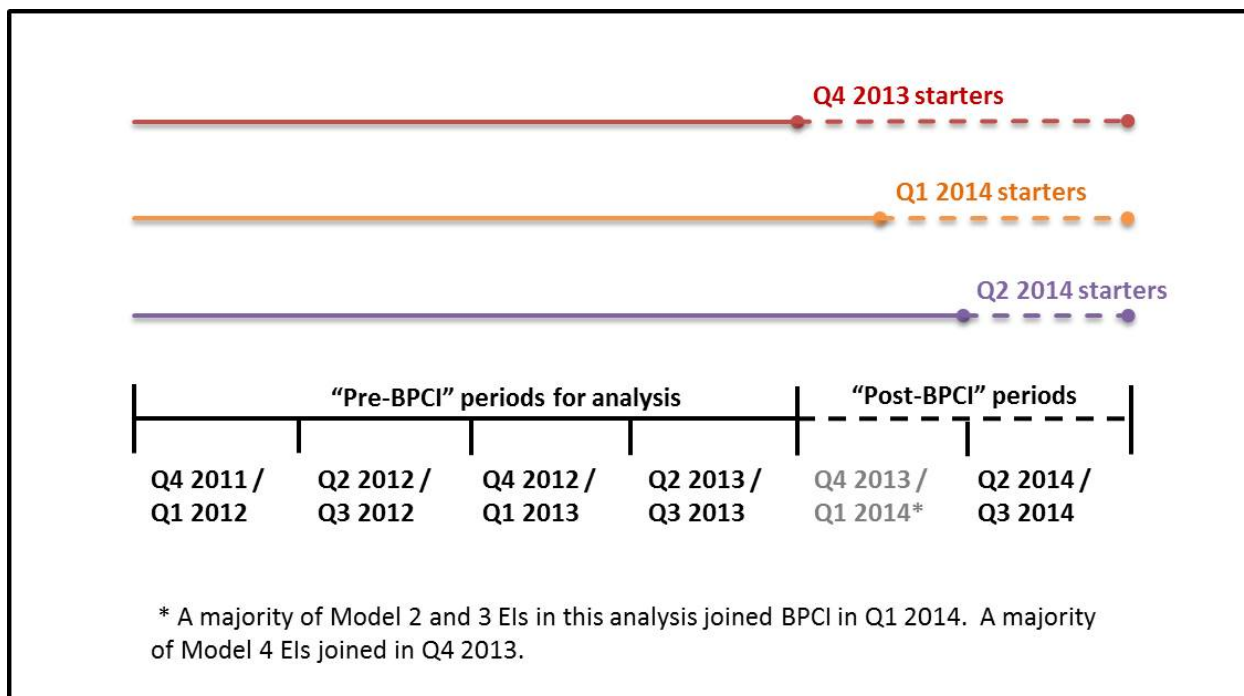 Q4 2013 starters
Q1 2014 starters
Q2 2014 starters
“Pre-BPCI” periods for analysis
“Post-BPCI” periods
Q4 2011 /
Q1 2012
Q2 2012 /
Q3 2012
Q4 2012 /
Q1 2013
Q2 2013 /
Q3 2013
Q4 2013 /
Q1 2014*
Q2 2014 /
Q3 2014
* A majority of Model 2 and 3 EIs in this analysis joined BPCI in Q1 2014. A majority
of Model 4 EIs joined in Q4 2013.